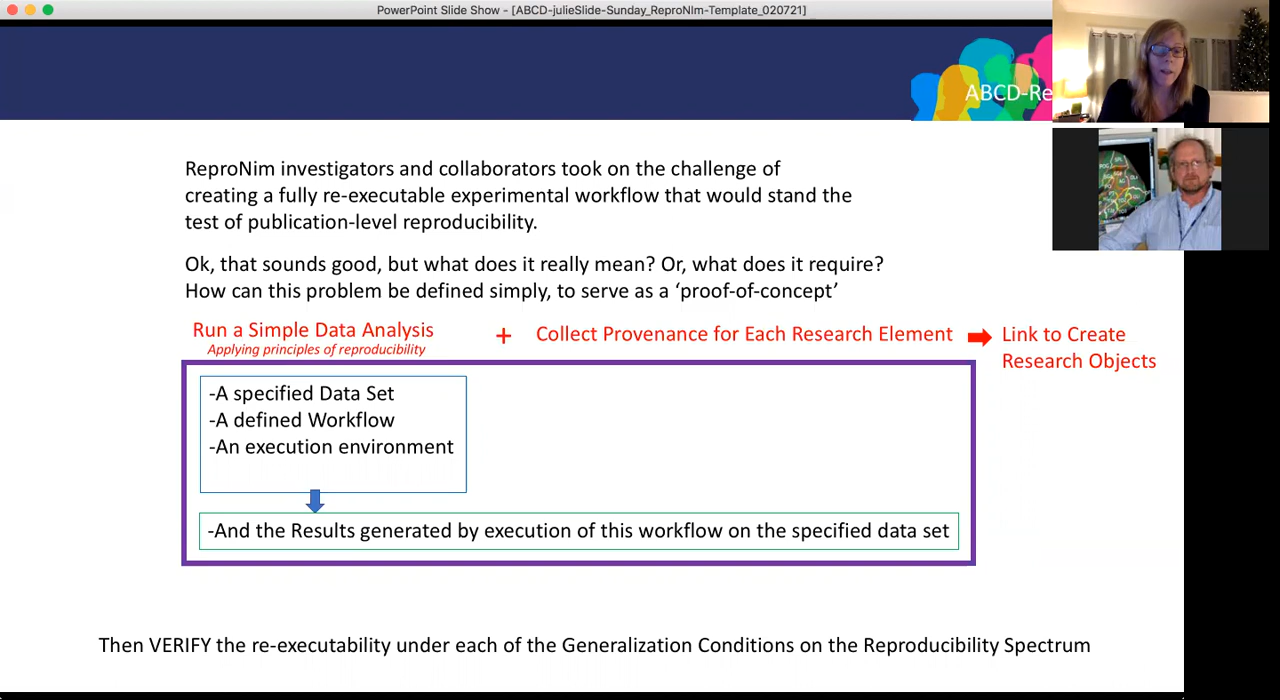 PowerPoint Slide Show - [ABCD-julieSlide-Sunday_ReproNIm-Template_020721]
ABCD-Re
ReproNim investigators and collaborators took on the challenge of
creating a fully re-executable experimental workflow that would stand the
test of publication-level reproducibility.
Ok, that sounds good, but what does it really mean? Or, what does it require?
How can this problem be defined simply, to serve as a ‘proof-of-concept’
Run a Simple Data Analysis + Collect Provenance for Each Research Element Link to Create
Applying principles of reproducibility Research Objects
-A specified Data Set
-A defined Workflow
-An execution environment
-And the Results generated by execution of this workflow on the specified data set
Then VERIFY the re-executability under each of the Generalization Conditions on the Reproducibility Spectrum